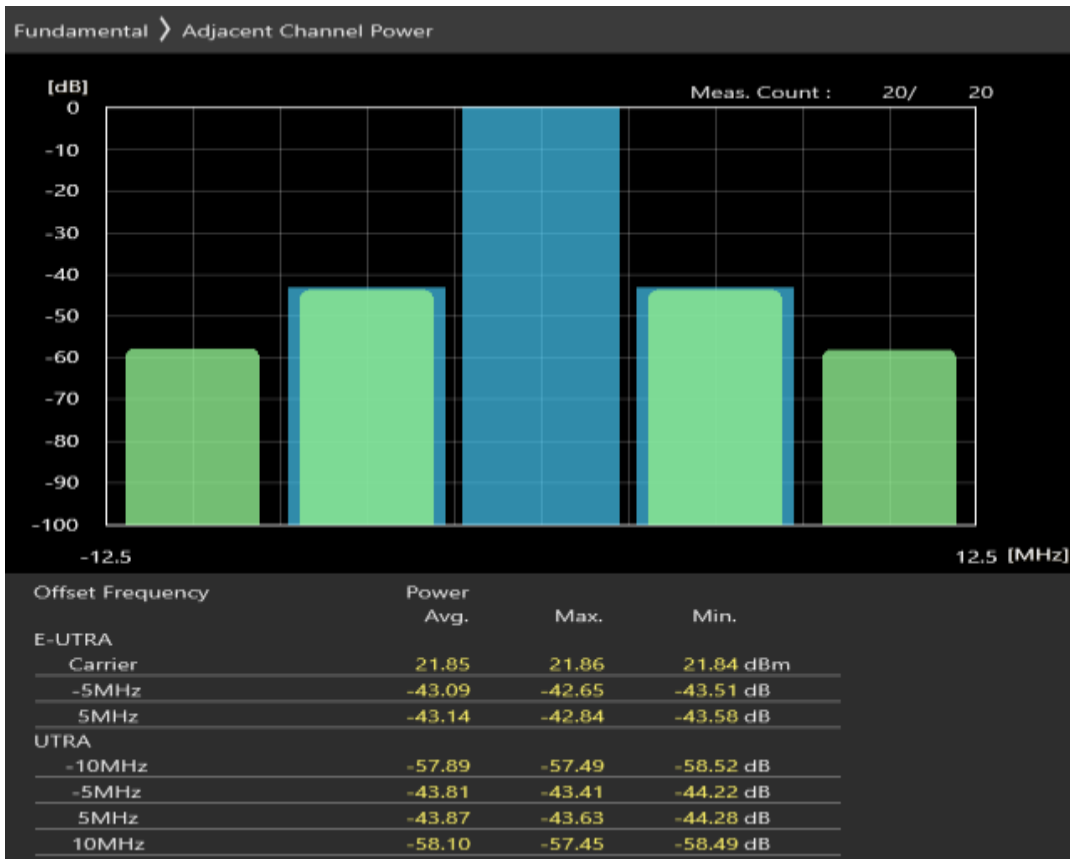 Fundamental ❯ Adjacent Channel Power
[dB]
Meas. Count : 20/ 20
0
-10
-20
-30
-40
-50
-60
-70
-80
-90
-100
-12.5 12.5 [MHz]
Offset Frequency Power
Avg. Max. Min.
E-UTRA
Carrier 21.85 21.86 21.84 dBm
-5MHz -43.09 -42.65 -43.51 dB
5MHz -43.14 -42.84 -43.58 dB
UTRA
-10MHz -57.89 -57.49 -58.52 dB
-5MHz -43.81 -43.41 -44.22 dB
5MHz -43.87 -43.63 -44.28 dB
10MHz -58.10 -57.45 -58.49 dB